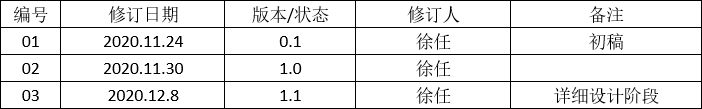 编号 修订日期 版本/状态 修订人 备注
01 2020.11.24 0.1 徐任 初稿
02 2020.11.30 1.0 徐任
03 2020.12.8 1.1 徐任 详细设计阶段